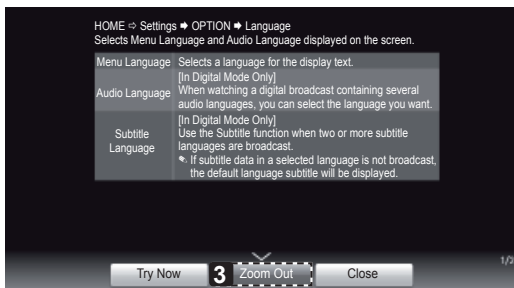 HOME ⇨ Settings ➡ OPTION ➡ Language
Selects Menu Language and Audio Language displayed on the screen.
Menu Language Selects a language for the display text.
Audio Language [In Digital Mode Only]
When watching a digital broadcast containing several
audio languages, you can select the language you want.
Subtitle
Language
[In Digital Mode Only]
Use the Subtitle function when two or more subtitle
languages are broadcast.
✎ If subtitle data in a selected language is not broadcast,
the default language subtitle will be displayed.
1/3
Try Now 3 Zoom Out Close